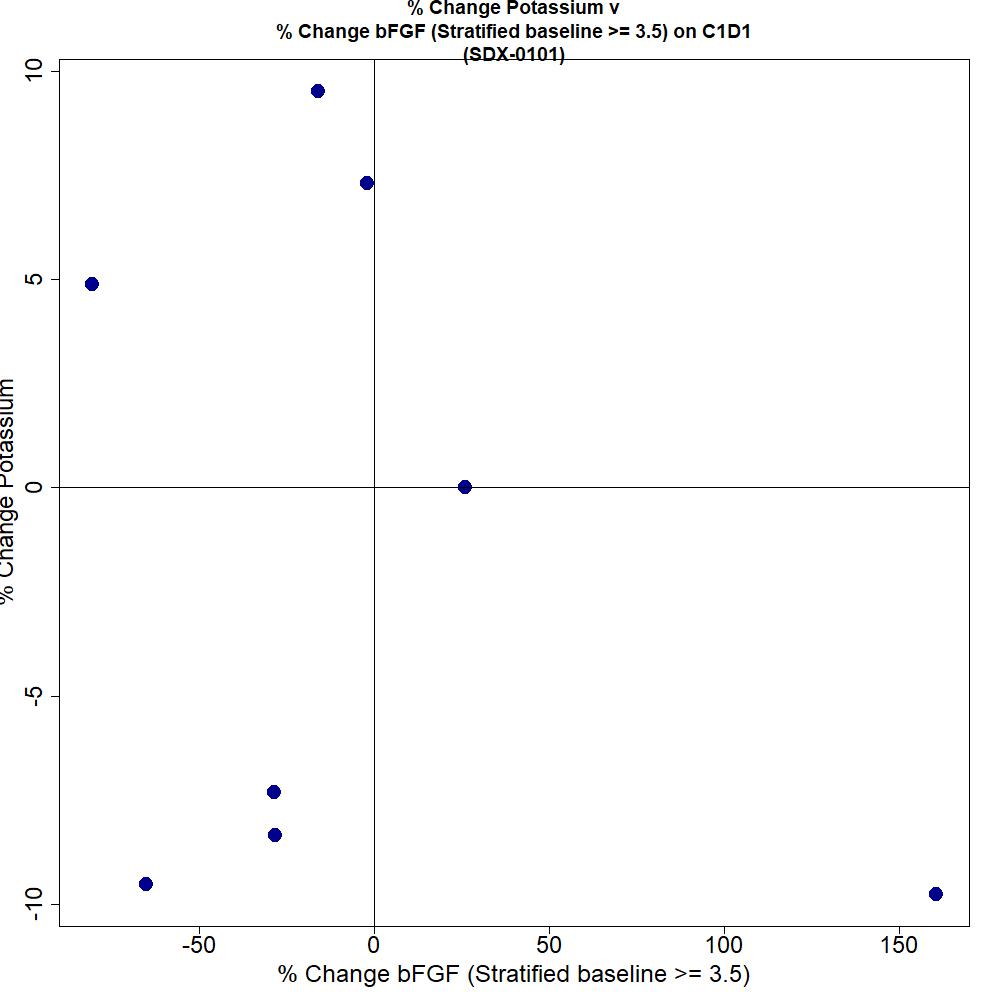 % Change Potassium v
% Change bFGF (Stratified baseline >= 3.5) on C1D1
(SDX-0101)
% Change Potassium
10
5
0
-5
-10
-50
0
50
100
150
% Change bFGF (Stratified baseline >= 3.5)